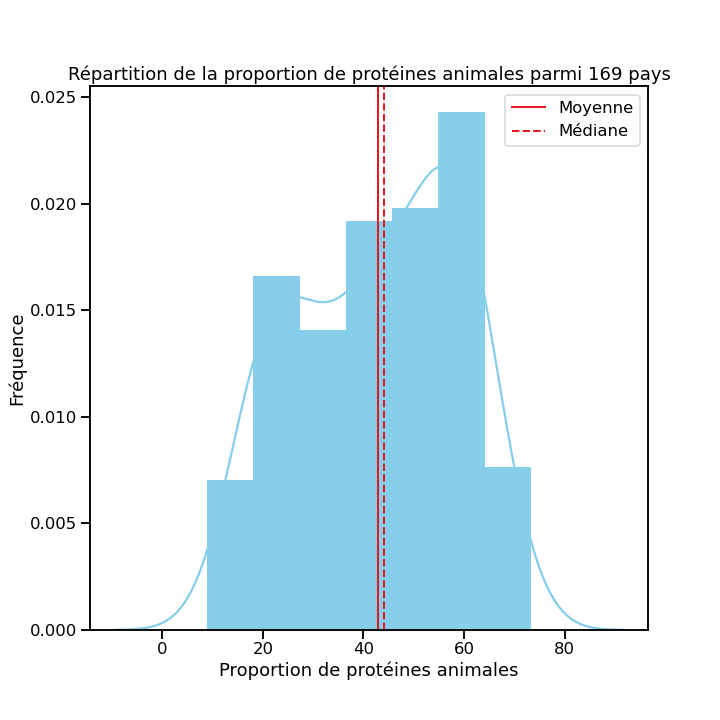 Répartition de la proportion de protéines animales parmi 169 pays
Moyenne
Médiane
0.025
0.020
0.015
0.010
0.005
0.000
Fréquence
0 20 40 60 80
Proportion de protéines animales